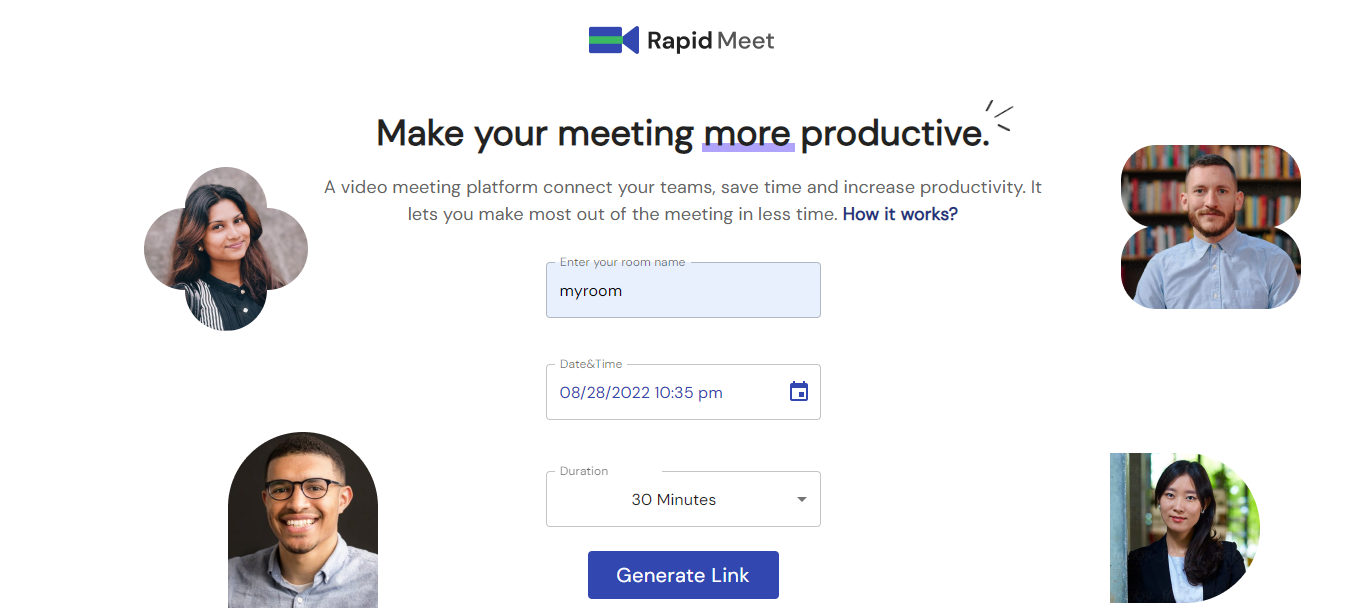 Rapid Meet
Make your meeting more productive.
A video meeting platform connect your teams, save time and increase productivity. It
lets you make most out of the meeting in less time. How it works?
Enter your room name
myroom
Date&Time
08/28/2022 10:35 pm
Duration
30 Minutes
Generate Link